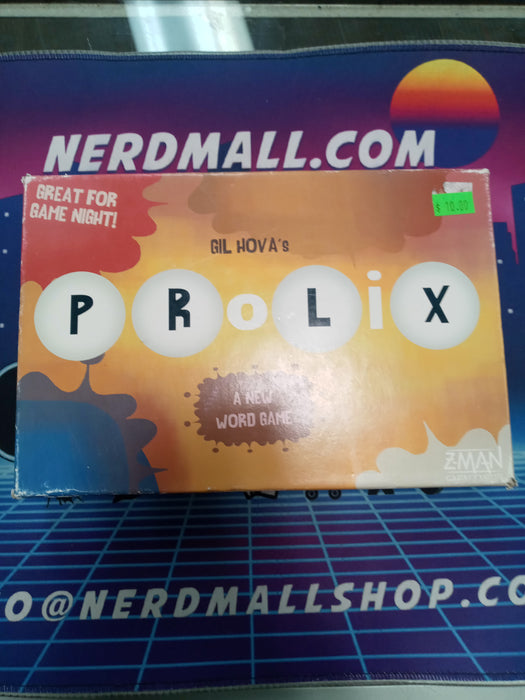 NERDMALL.COM
GREAT FOR
GAME NIGHT!
$ 10.00
GIL HOVA's
PRoLiX
A NEW
WORD GAME
Z-MAN
O@NERDMALLSHOP.CO